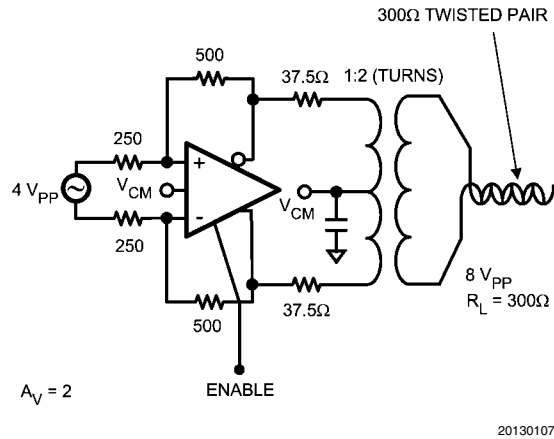 300Ω TWISTED PAIR
500
37.5Ω
1:2 (TURNS)
250
+
4 VPP
VCM
VCM
-
250
8 VPP
RL = 300Ω
500
37.5Ω
ENABLE
AV = 2
20130107